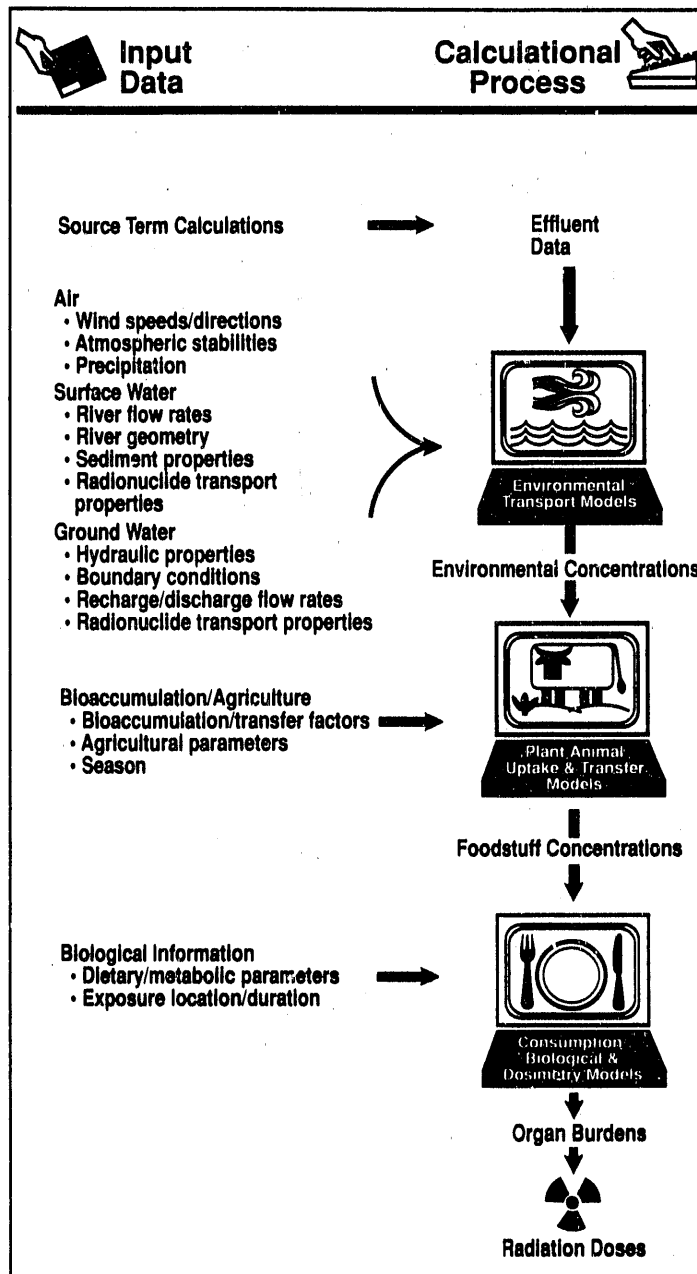 Input
Data
Calculational
Process
Source Term Calculations
Effluent
Data
Air
• Wind speeds/directions
• Atmospheric stabilities
• Precipitation
Surface Water
• River flow rates
• River geometry
• Sediment properties
• Radionuclide transport
properties
Environmental
Transport Models
Ground Water
• Hydraulic properties
• Boundary conditions
• Recharge/discharge flow rates
• Radionuclide transport properties
Environmental Concentrations
Bioaccumulation/Agriculture
• Bioaccumulation/transfer factors
• Agricultural parameters
• Season
Plant Animal
Uptake & Transfer
Models
Foodstuff Concentrations
Biological Information
• Dietary/metabolic parameters
• Exposure location/duration
Consumption
Biological &
Dosimetry Models
Organ Burdens
Radiation Doses